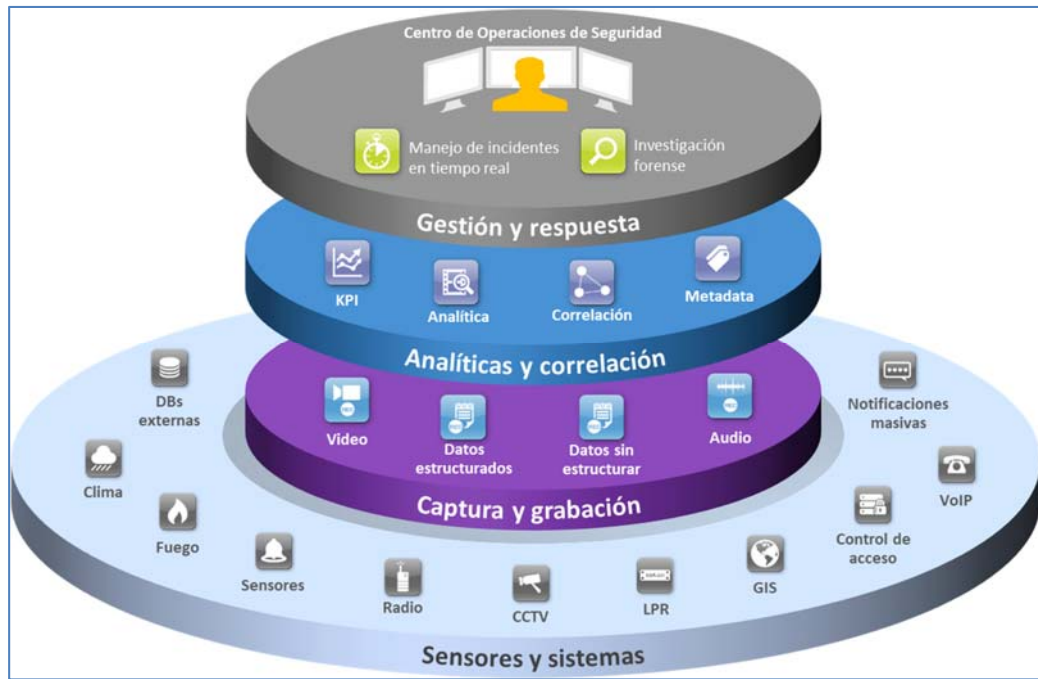 Centro de Operaciones de Seguridad
Manejo de incidentes
en tiempo real
Investigación
forense
Gestión y respuesta
KPI
Analítica
Correlación
Metadata
Analíticas y correlación
Video
Datos
estructurados
Datos sin
estructurar
Audio
Captura y grabación
DBs
externas
Clima
Fuego
Sensores
Radio
CCTV
LPR
GIS
Control de
acceso
VoIP
Notificaciones
masivas
Sensores y sistemas